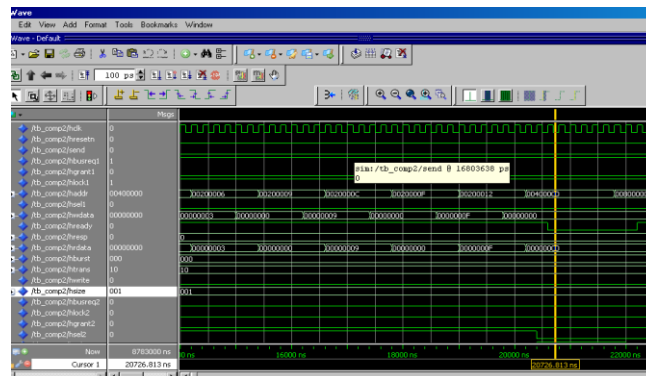 Wave
Edit View Add Format Tools Bookmarks Window
Wave - Default
100 ps
Msgs
/tb_comp2/hclk 0
/tb_comp2/hresetn 0
/tb_comp2/send 0
/tb_comp2/hbusreq1 1
/tb_comp2/hgrant1 0
/tb_comp2/hlock1 1
sim:/tb_comp2/send @ 16803638 ps
0
/tb_comp2/haddr 00400000 00200006 00200009 0020000C 0020000F 00200012 0040000
/tb_comp2/hsel1 0
/tb_comp2/hwdata 00000000 00000003 00000000 00000009 00000000 0000000F 00000000
/tb_comp2/hready 0
/tb_comp2/hresp 0 0
/tb_comp2/hrdata 00000000 00000003 00000000 00000009 00000000 0000000F
/tb_comp2/hburst 000 000
/tb_comp2/htrans 10 10
/tb_comp2/hwrite 0
/tb_comp2/hsize 001 001
/tb_comp2/hbusreq2 0
/tb_comp2/hlock2 0
/tb_comp2/hgrant2 0
/tb_comp2/hsel2 0
Now 8783000 ns 16000 ns 18000 ns 20000 ns 22000 ns
Cursor 1 20726.813 ns 20726.813 ns